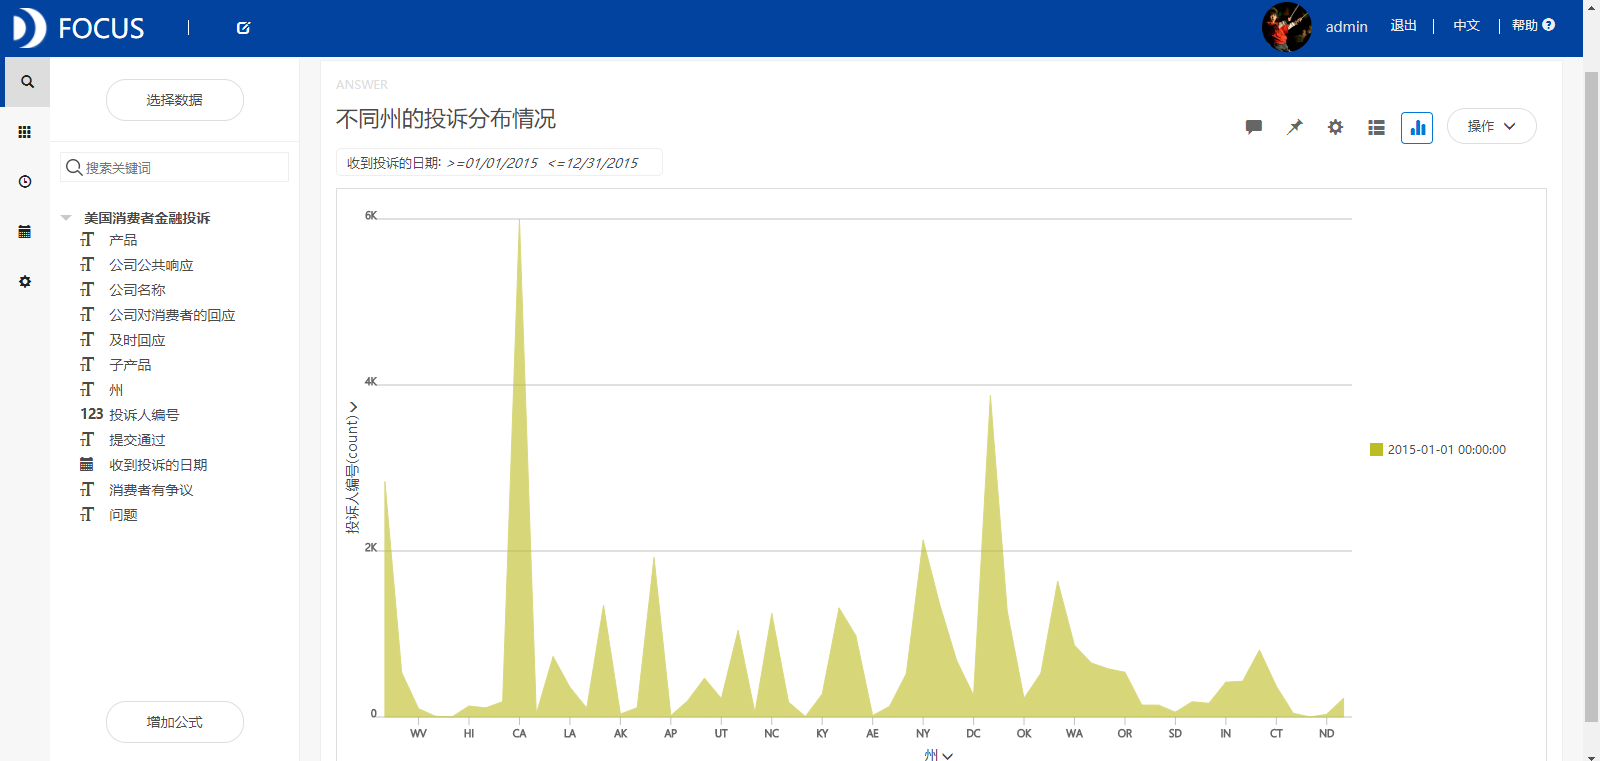 FOCUS
admin 退出 | 中文 | 帮助
选择数据
搜索关键词
美国消费者金融投诉
产品
公司公共响应
公司名称
公司对消费者的回应
及时回应
子产品
州
123 投诉人编号
提交通过
收到投诉的日期
消费者有争议
问题
增加公式
ANSWER
不同州的投诉分布情况
操作
收到投诉的日期: >=01/01/2015 <=12/31/2015
6K
4K
2K
0
投诉人编号(count)
WV HI CA LA AK AP UT NC KY AE NY DC OK WA OR SD IN CT ND
州
2015-01-01 00:00:00